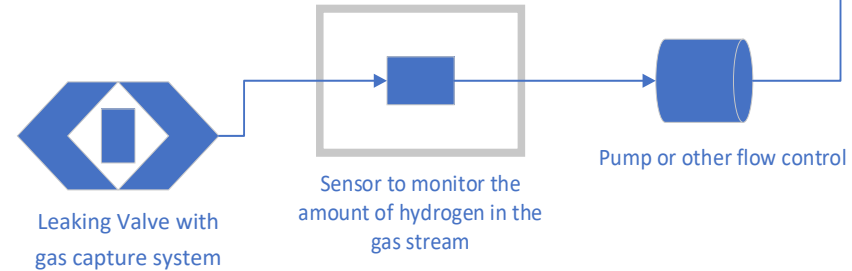 Leaking Valve with
gas capture system
Sensor to monitor the
amount of hydrogen in the
gas stream
Pump or other flow control